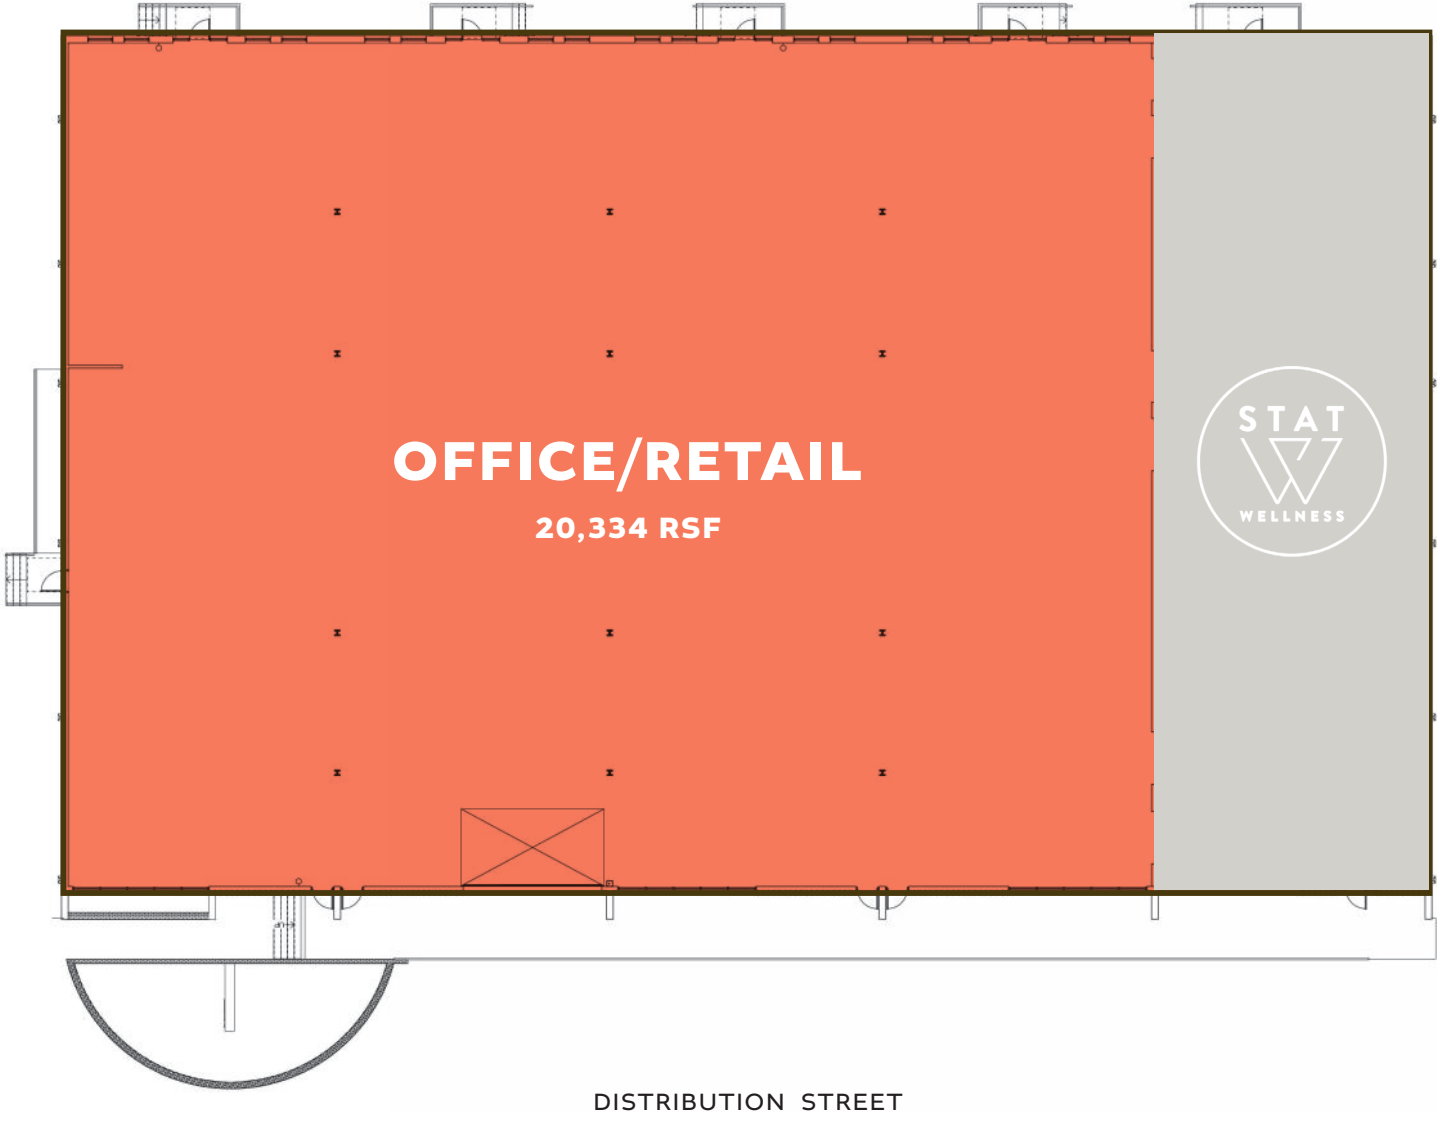 OFFICE/RETAIL
20,334 RSF
STAT
W
WELLNESS
DISTRIBUTION STREET